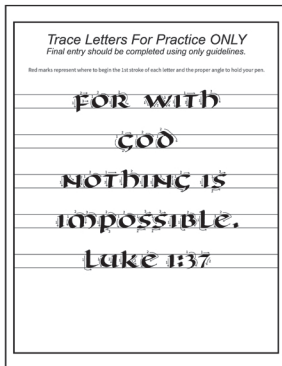 Trace Letters For Practice ONLY
Final entry should be completed using only guidelines.
Red marks represent where to begin the 1st stroke of each letter and the proper angle to hold your pen.
FOR WITH
GOD
NOTHING IS
IMPOSSIBLE.
LUKE 1:37